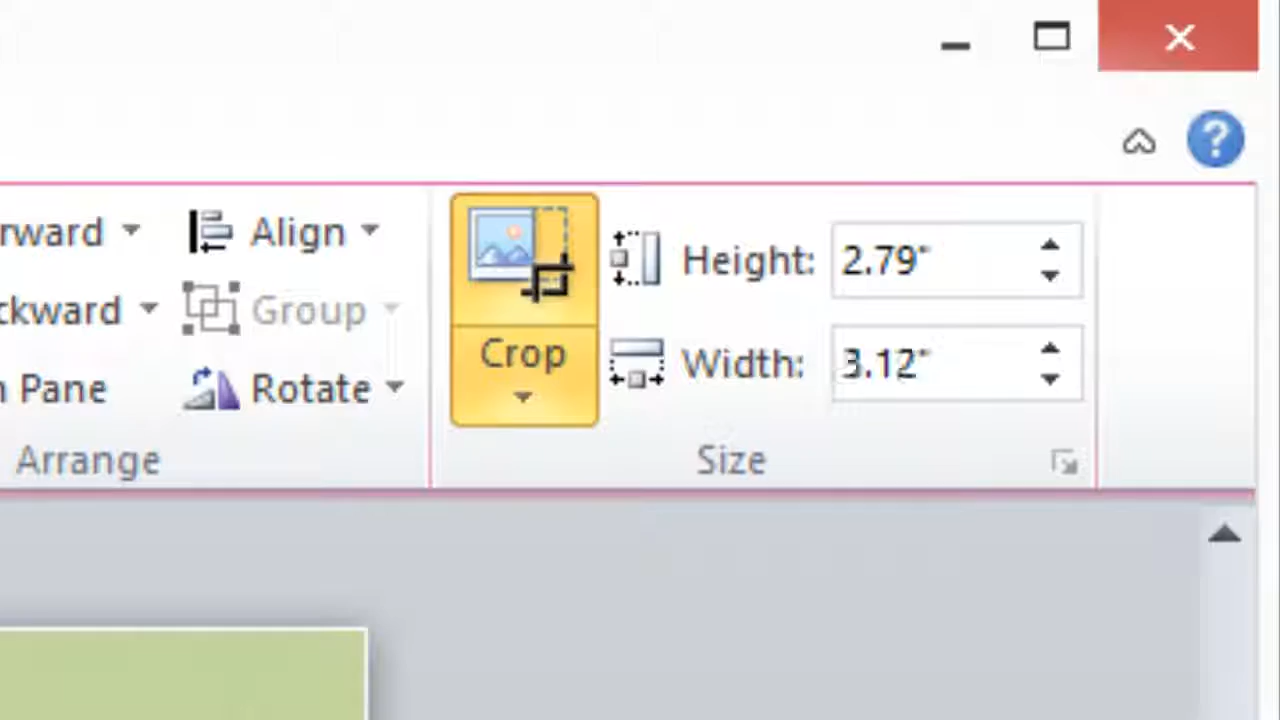 rward Align Height: 2.79"
ckward Group
Crop Width: 3.12"
n Pane Rotate
Arrange Size